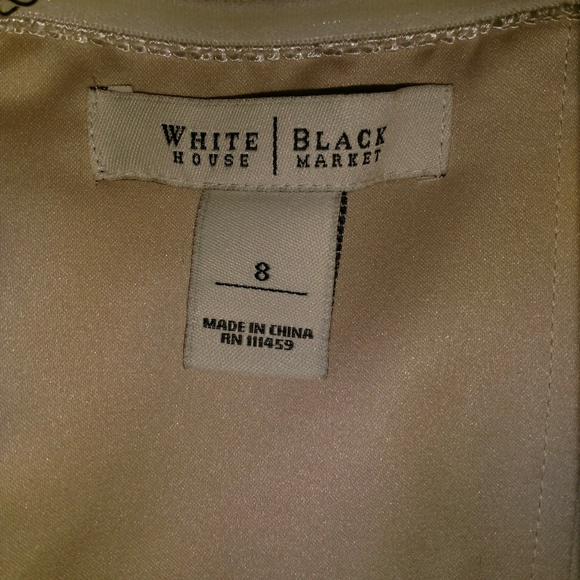 WHITE | BLACK
HOUSE | MARKET
8
MADE IN CHINA
RN 111459